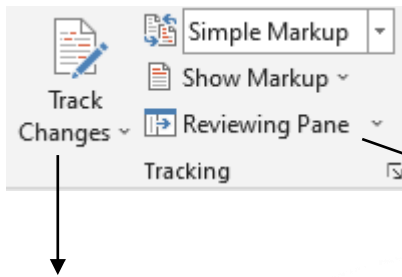 Simple Markup
Show Markup
Track
Changes
Reviewing Pane
Tracking